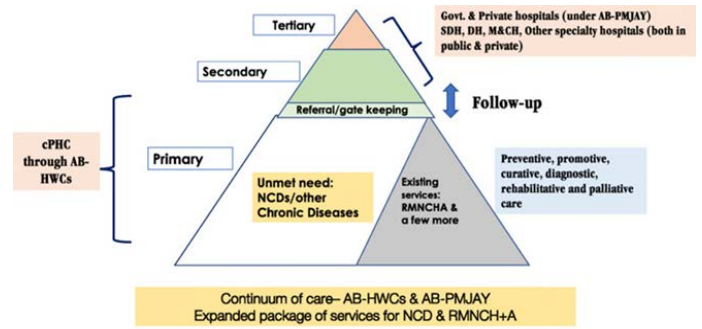 Tertiary
Govt. & Private hospitals (under AB-PMJAY)
SDH, DH, M&CH, Other specialty hospitals (both in
public & private)
Secondary
Referral/gate keeping
Follow-up
cPHC
through AB-
HWCs
Primary
Unmet need:
NCDs/other
Chronic Diseases
Existing
services:
RMNCHA &
a few more
Preventive, promotive,
curative, diagnostic,
rehabilitative and palliative
care
Continuum of care– AB-HWCs & AB-PMJAY
Expanded package of services for NCD & RMNCH+A